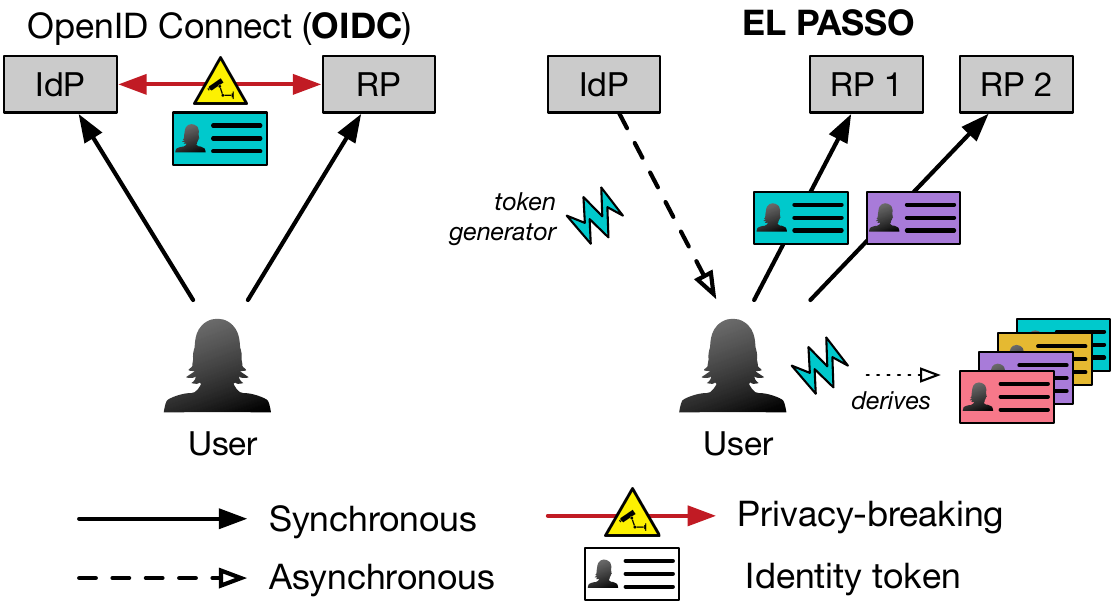 OpenID Connect (OIDC)
EL PASSO
IdP
RP
IdP
RP 1
RP 2
token
generator
derives
User
User
Synchronous
Privacy-breaking
Asynchronous
Identity token